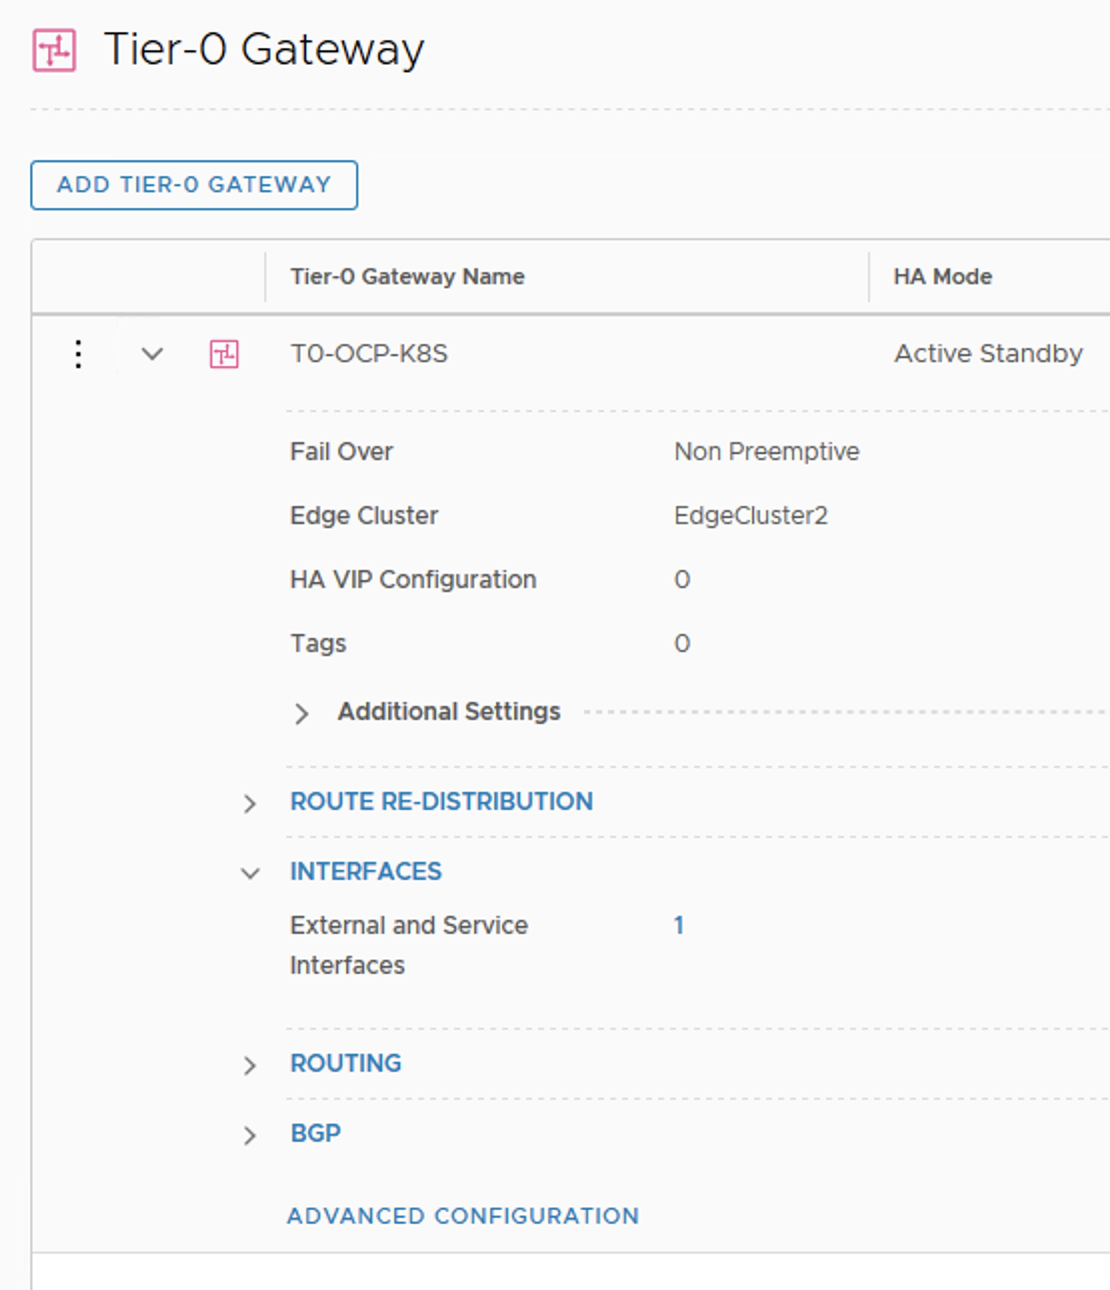 Tier-0 Gateway
ADD TIER-0 GATEWAY
Tier-0 Gateway Name HA Mode
T0-OCP-K8S Active Standby
Fail Over Non Preemptive
Edge Cluster EdgeCluster2
HA VIP Configuration 0
Tags 0
Additional Settings
ROUTE RE-DISTRIBUTION
INTERFACES
External and Service 1
Interfaces
ROUTING
BGP
ADVANCED CONFIGURATION